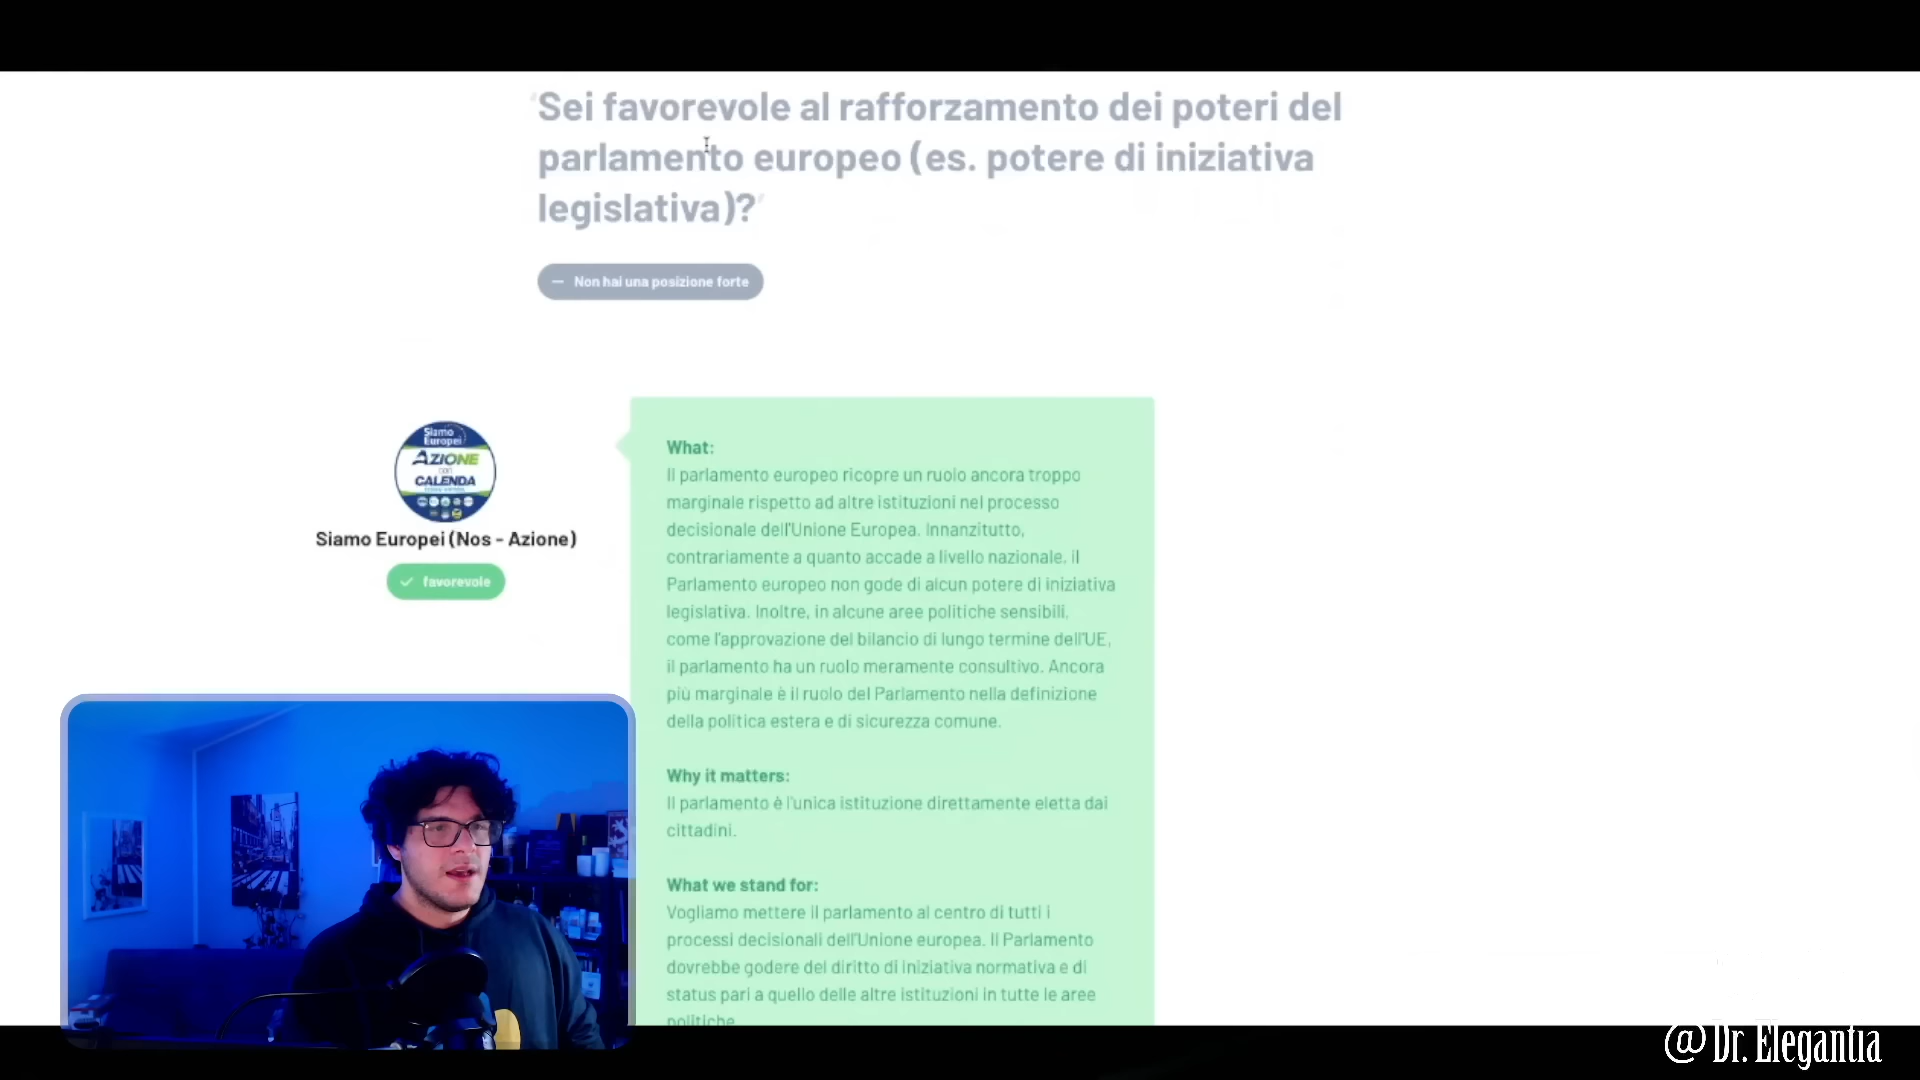 'Sei favorevole al rafforzamento dei poteri del
parlamento europeo (es. potere di iniziativa
legislativa)?'
Non hai una posizione forte
Siamo
Europei
AZIONE
con
CALENDA
Siamo Europei (Nos - Azione)
favorevole
What:
Il parlamento europeo ricopre un ruolo ancora troppo
marginale rispetto ad altre istituzioni nel processo
decisionale dell'Unione Europea. Innanzitutto,
contrariamente a quanto accade a livello nazionale, il
Parlamento europeo non gode di alcun potere di iniziativa
legislativa. Inoltre, in alcune aree politiche sensibili,
come l'approvazione del bilancio di lungo termine dell'UE,
il parlamento ha un ruolo meramente consultivo. Ancora
più marginale è il ruolo del Parlamento nella definizione
della politica estera e di sicurezza comune.
Why it matters:
Il parlamento è l'unica istituzione direttamente eletta dai
cittadini.
What we stand for:
Vogliamo mettere il parlamento al centro di tutti i
processi decisionali dell'Unione europea. Il Parlamento
dovrebbe godere del diritto di iniziativa normativa e di
status pari a quello delle altre istituzioni in tutte le aree
politiche
@Dr. Elegantia